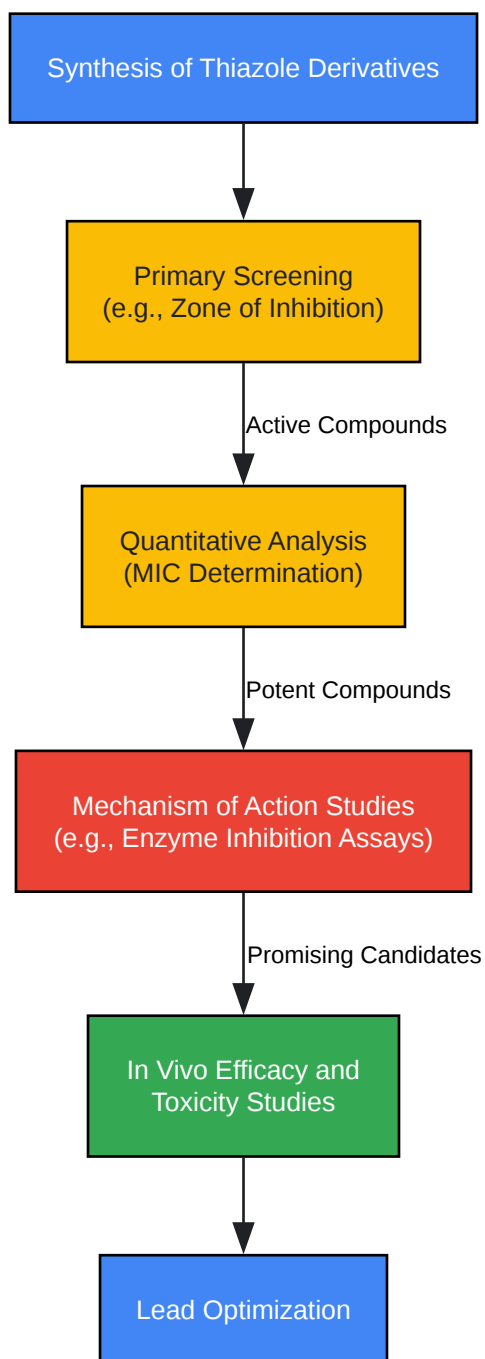 Synthesis of Thiazole Derivatives
Primary Screening
(e.g., Zone of Inhibition)
Active Compounds
Quantitative Analysis
(MIC Determination)
Potent Compounds
Mechanism of Action Studies
(e.g., Enzyme Inhibition Assays)
Promising Candidates
In Vivo Efficacy and
Toxicity Studies
Lead Optimization